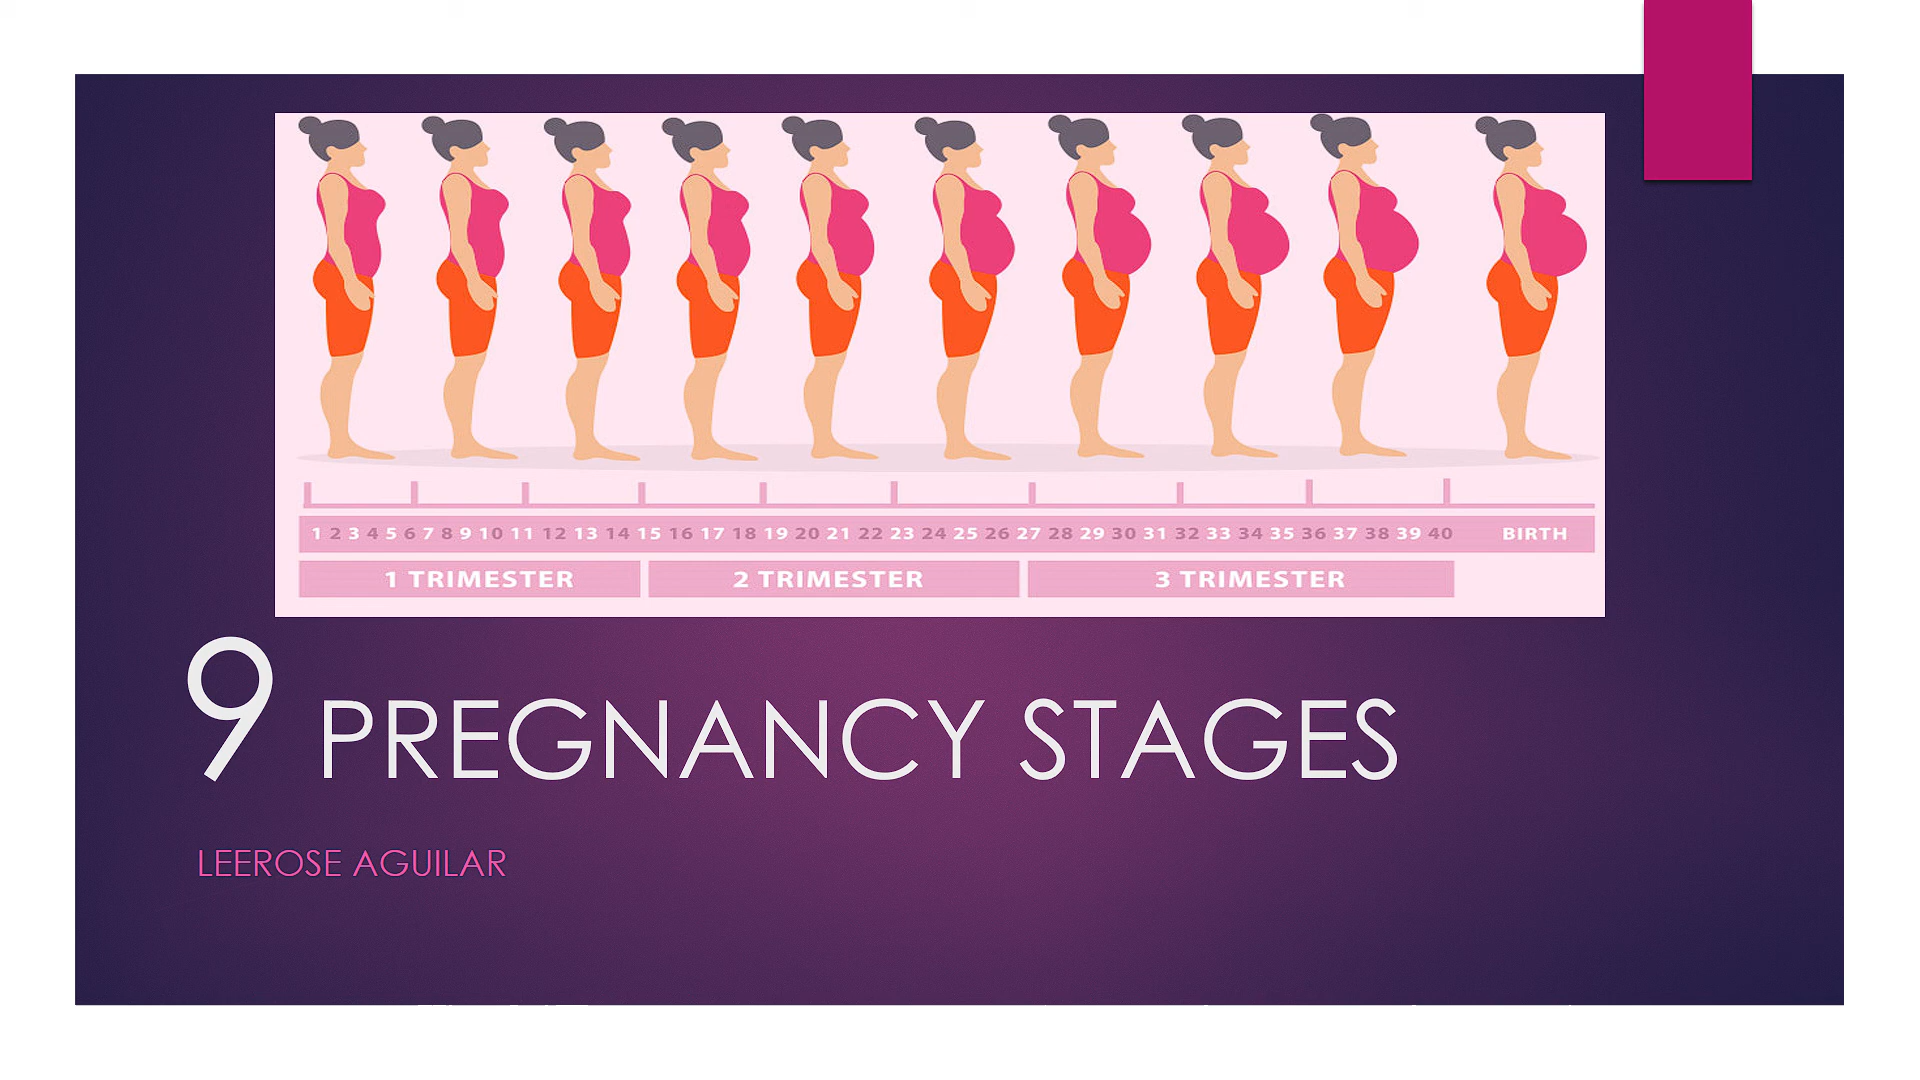 1 2 3 4 5 6 7 8 9 10 11 12 13 14 15 16 17 18 19 20 21 22 23 24 25 26 27 28 29 30 31 32 33 34 35 36 37 38 39 40 BIRTH
1 TRIMESTER 2 TRIMESTER 3 TRIMESTER
9 PREGNANCY STAGES
LEEROSE AGUILAR